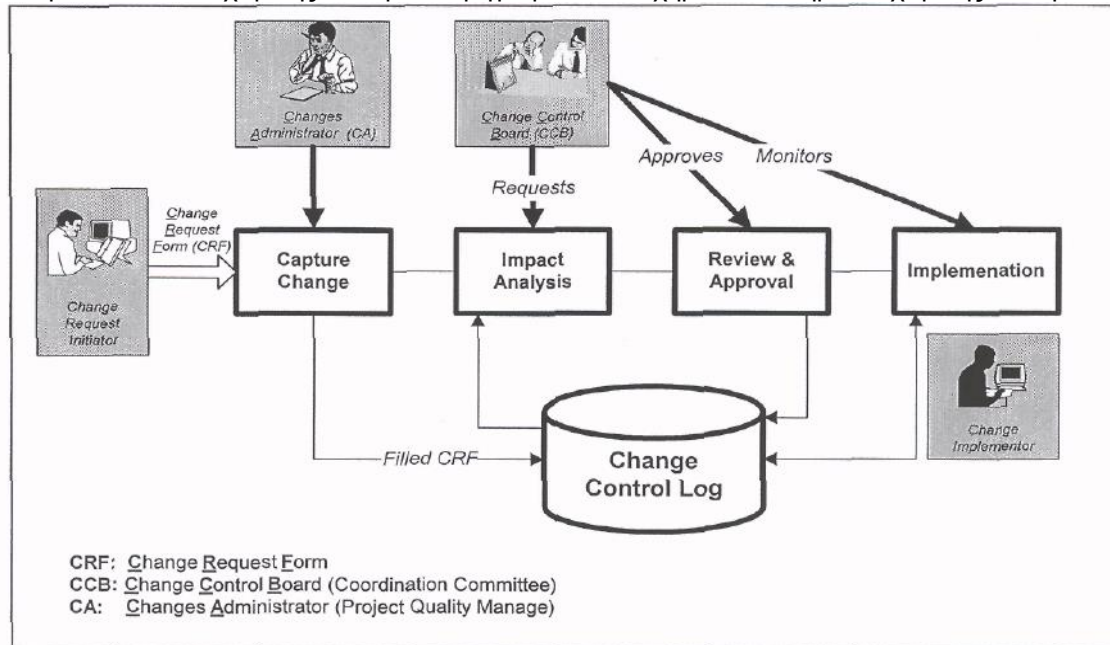 Changes
Administrator (CA)
Change Control
Board (CCB)
Approves
Monitors
Requests
Change
Request
Form (CRF)
Capture
Change
Impact
Analysis
Review &
Approval
Implemenation
Change
Request
Initiator
Change
Implementor
Filled CRF
Change
Control Log
CRF: Change Request Form
CCB: Change Control Board (Coordination Committee)
CA: Changes Administrator (Project Quality Manage)